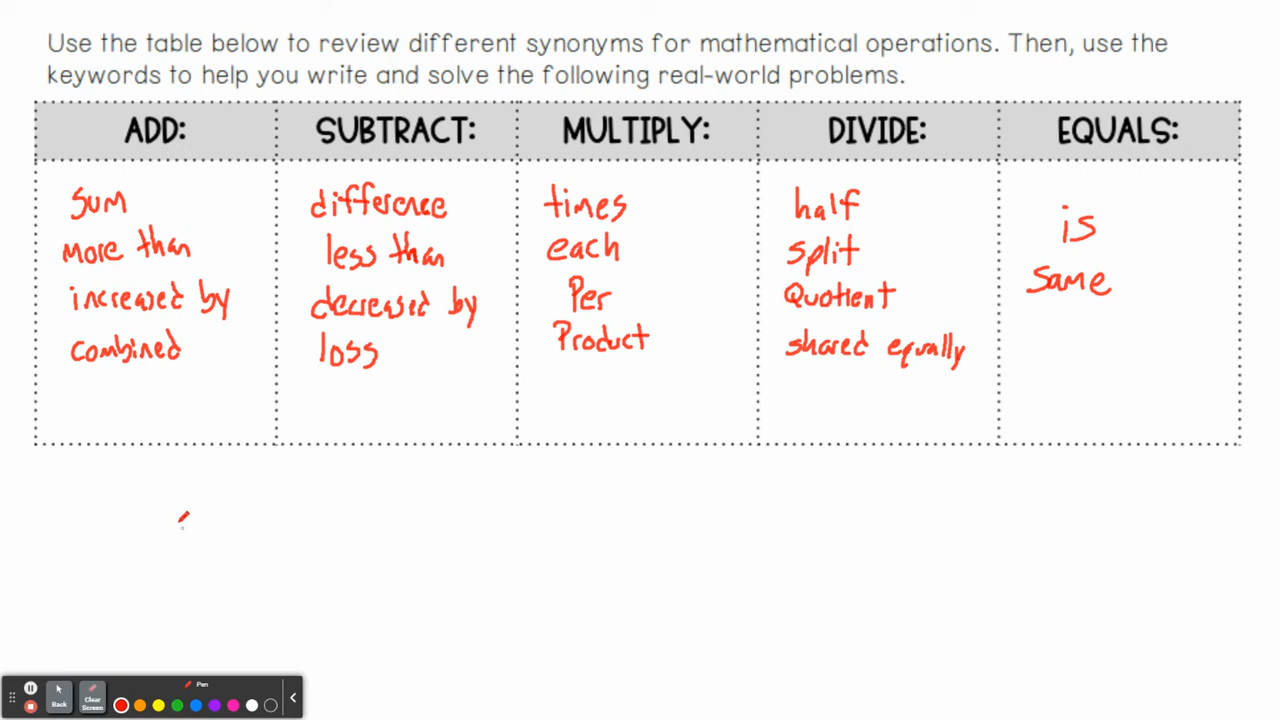 Use the table below to review different synonyms for mathematical operations. Then, use the
keywords to help you write and solve the following real-world problems.
ADD: SUBTRACT: MULTIPLY: DIVIDE: EQUALS:
sum difference times half is
more than less than each split same
increased by decreased by Per Quotient
combined loss Product shared equally
Pen
Back
Clear
Screen